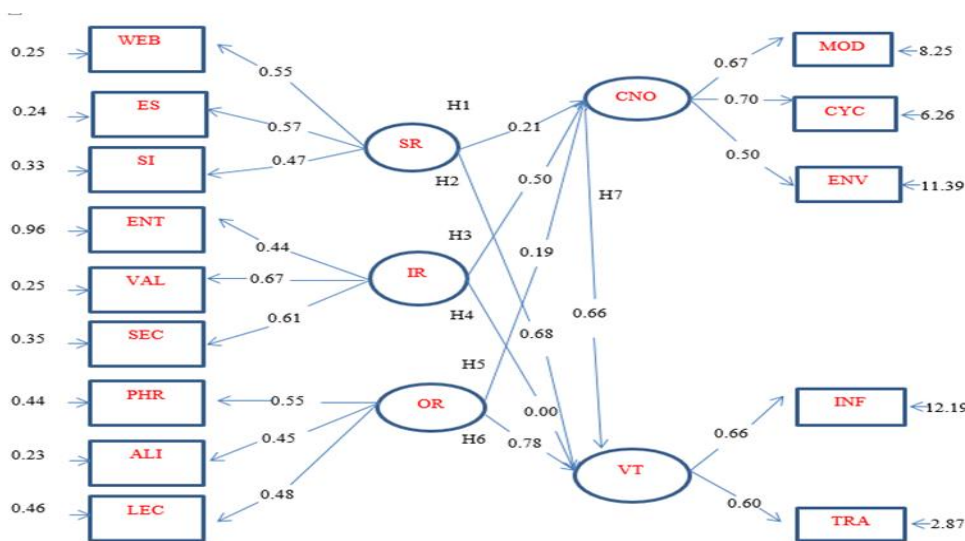 0.25
WEB
0.55
0.24
ES
0.57
0.33
SI
0.47
0.96
ENT
0.44
0.25
VAL
0.67
0.35
SEC
0.61
0.44
PHR
0.55
0.23
ALI
0.45
0.46
LEC
0.48
SR
IR
OR
H1
0.21
H2
0.50
H3
0.19
H4
0.68
H5
0.00
H6
0.78
H7
0.66
CNO
VT
0.67
MOD
8.25
0.70
CYC
6.26
0.50
ENV
11.39
0.66
INF
12.19
0.60
TRA
2.87